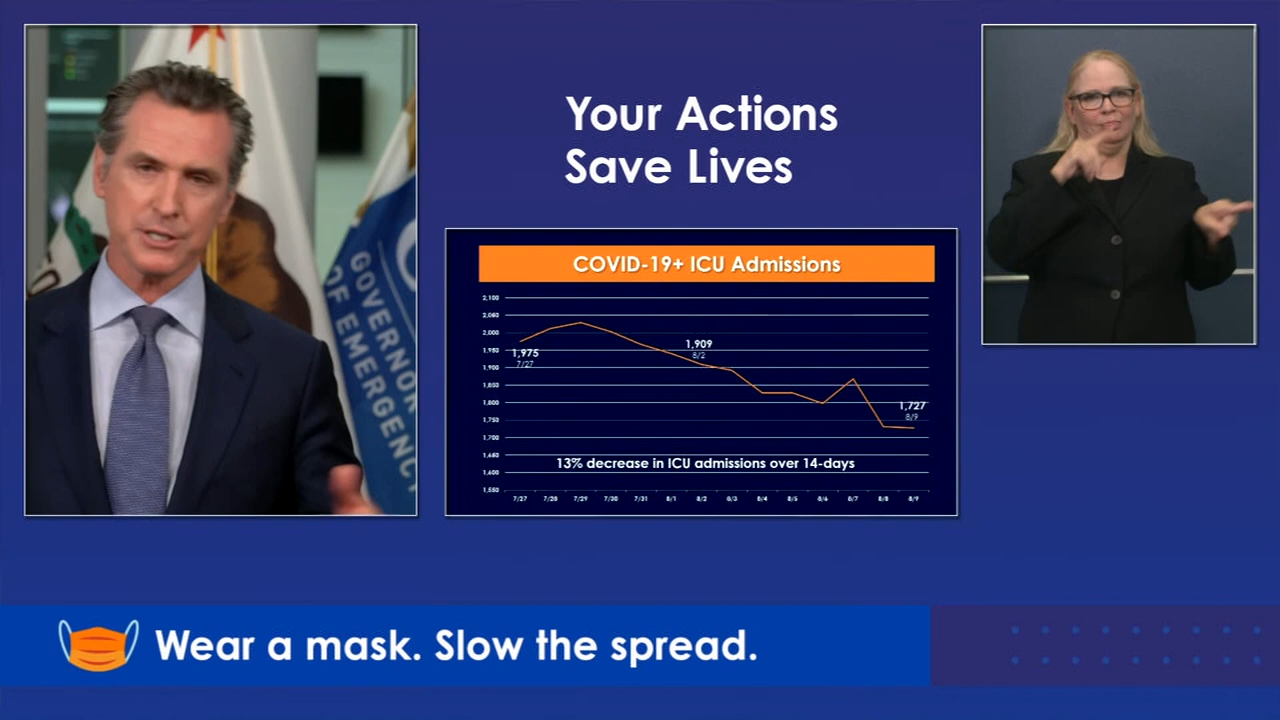 Your Actions
Save Lives
COVID-19+ ICU Admissions
2,100
2,050
2,000
1,950
1,900
1,850
1,800
1,750
1,700
1,650
1,600
1,550
1,975
7/27
1,909
8/2
1,727
8/9
13% decrease in ICU admissions over 14-days
7/27 7/28 7/29 7/30 7/31 8/1 8/2 8/3 8/4 8/5 8/6 8/7 8/8 8/9
GOVERNOR
OF EMERGENCY
Wear a mask. Slow the spread.